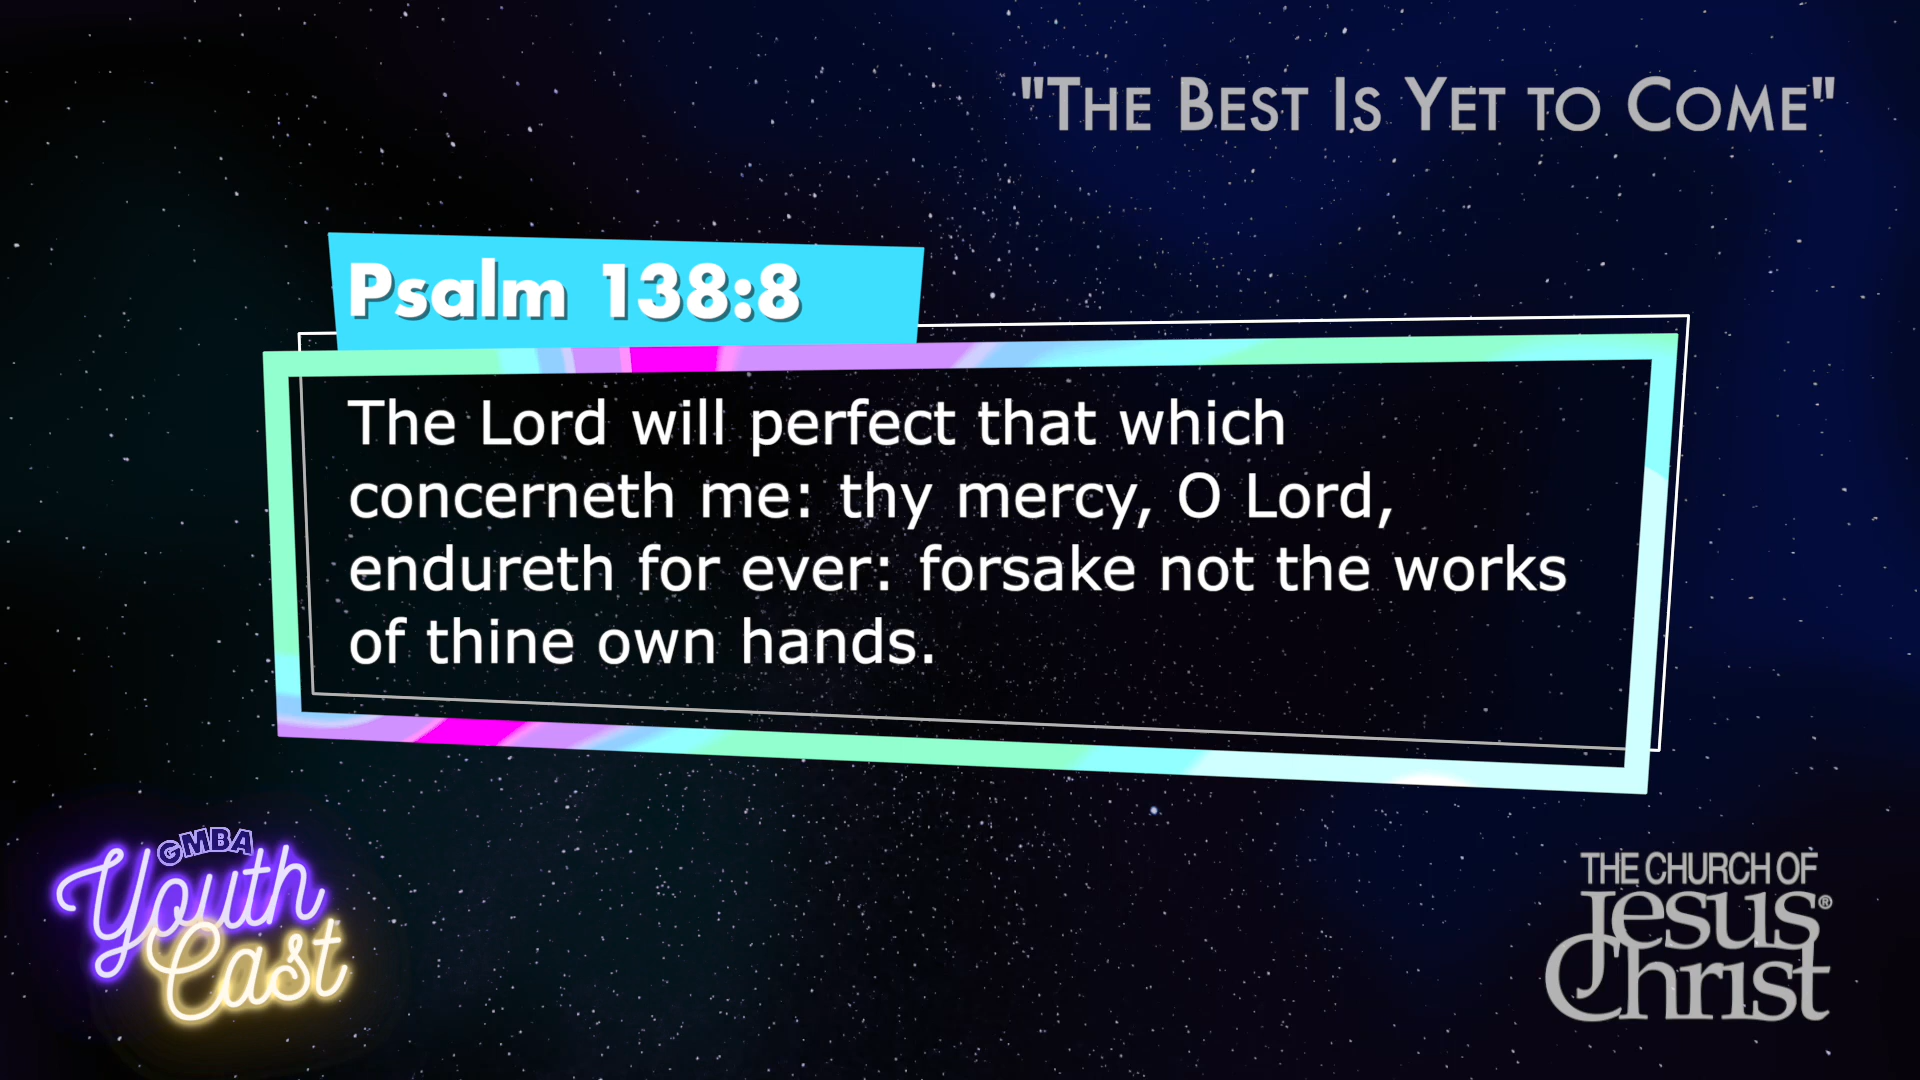 "The Best Is Yet to Come"
Psalm 138:8
The Lord will perfect that which
concerneth me: thy mercy, O Lord,
endureth for ever: forsake not the works
of thine own hands.
GMBA
Youth
Cast
THE CHURCH OF
Jesus®
Christ